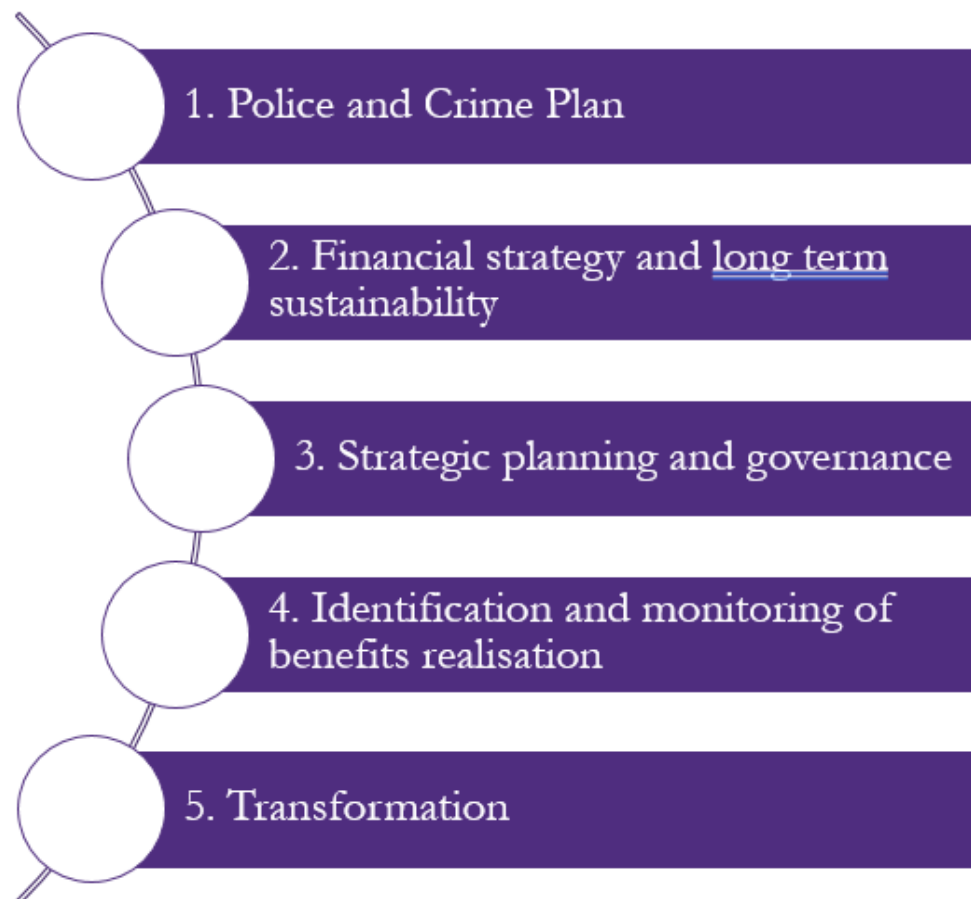 1. Police and Crime Plan
2. Financial strategy and long term
sustainability
3. Strategic planning and governance
4. Identification and monitoring of
benefits realisation
5. Transformation